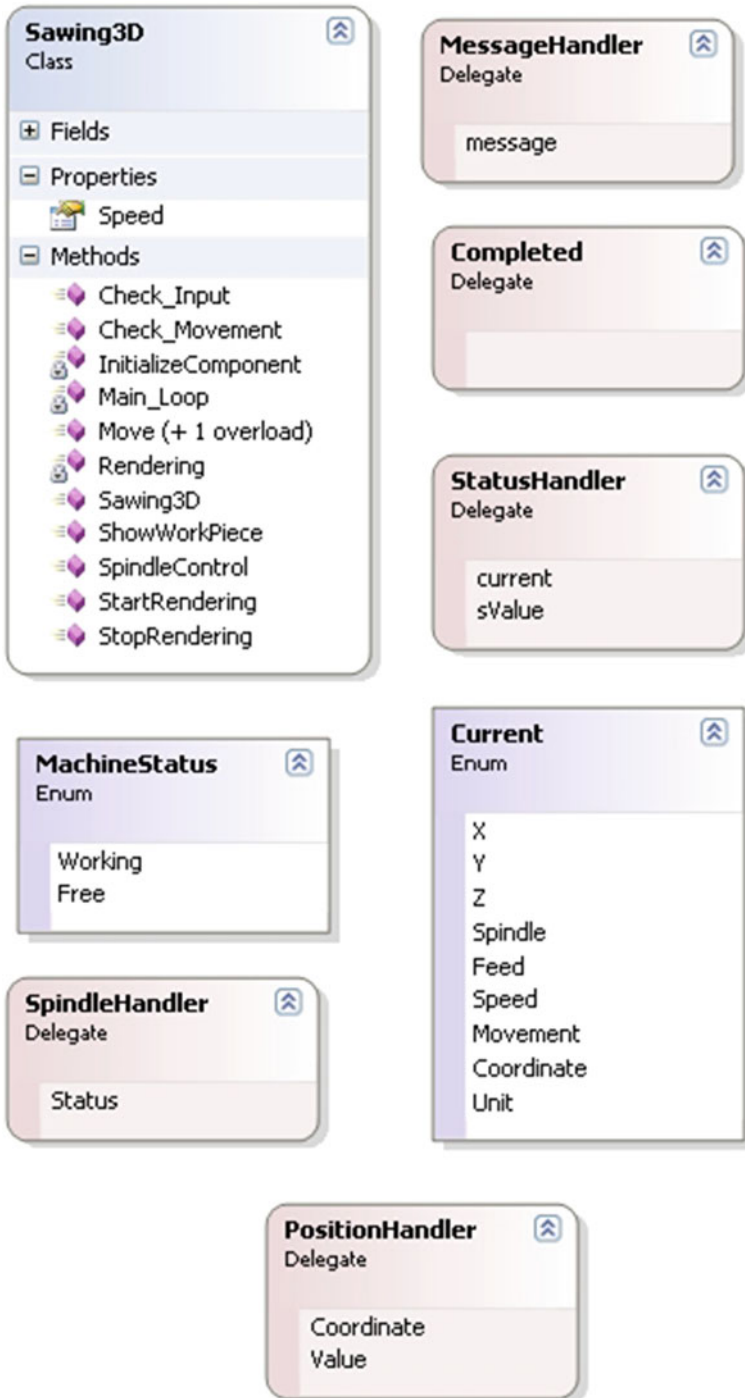 Sawing3D
Class
Fields
Properties
Speed
Methods
Check_Input
Check_Movement
InitializeComponent
Main_Loop
Move (+ 1 overload)
Rendering
Sawing3D
ShowWorkPiece
SpindleControl
StartRendering
StopRendering
MessageHandler
Delegate
message
Completed
Delegate
StatusHandler
Delegate
current
sValue
MachineStatus
Enum
Working
Free
Current
Enum
X
Y
Z
Spindle
Feed
Speed
Movement
Coordinate
Unit
SpindleHandler
Delegate
Status
PositionHandler
Delegate
Coordinate
Value